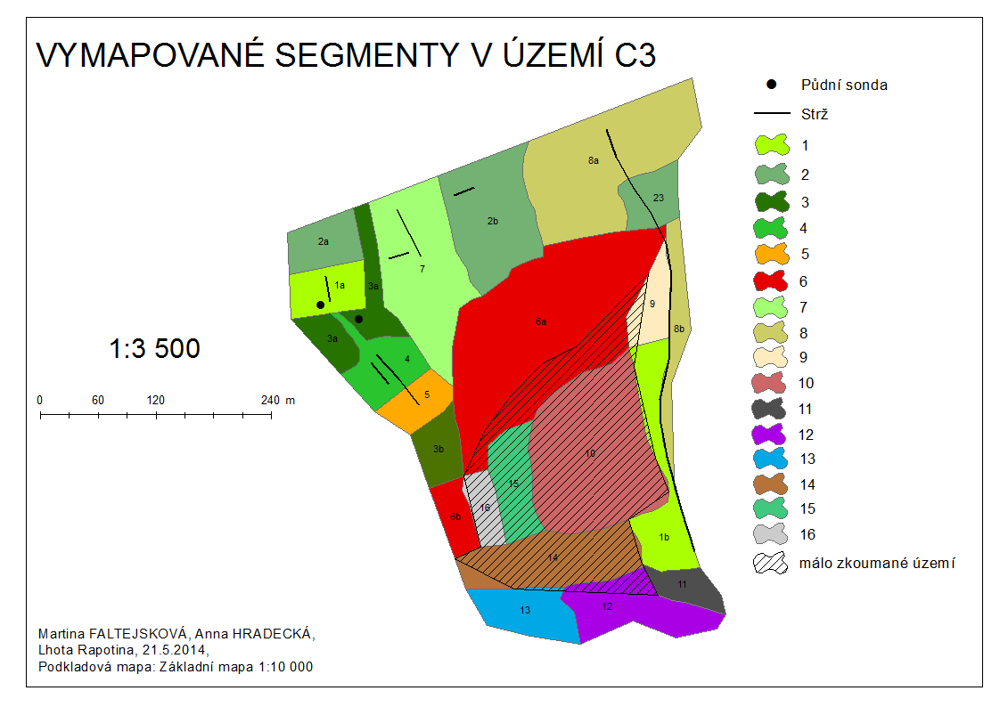 VYMAPOVANÉ SEGMENTY V ÚZEMÍ C3
Půdní sonda
Strž
1
2
3
4
5
6
7
8
9
10
11
12
13
14
15
16
málo zkoumané území
8a
23
2b
2a
7
1a
3a
6a
9
8b
3a
4
5
3b
10
15
16
6b
1b
14
11
12
13
1:3 500
0 60 120 240 m
Martina FALTEJSKOVÁ, Anna HRADECKÁ,
Lhota Rapotina, 21.5.2014,
Podkladová mapa: Základní mapa 1:10 000